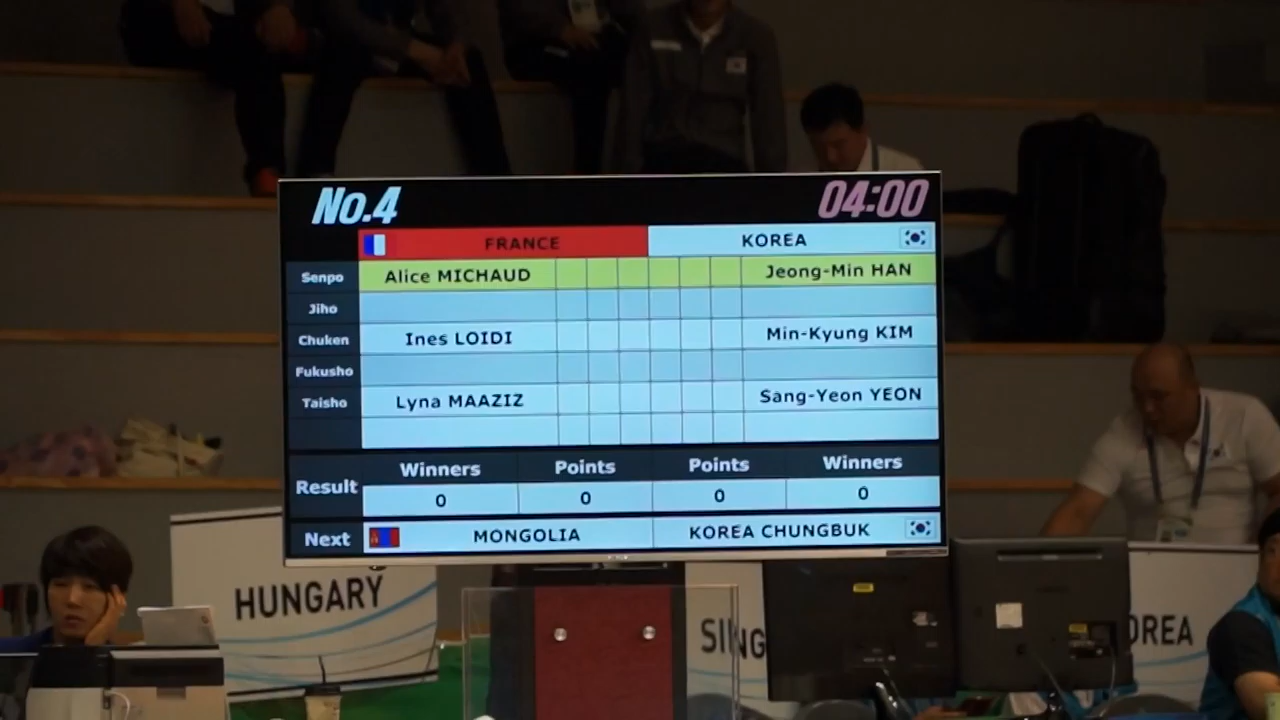 No.4 04:00
FRANCE KOREA
Senpo Alice MICHAUD Jeong-Min HAN
Jiho
Chuken Ines LOIDI Min-Kyung KIM
Fukusho
Taisho Lyna MAAZIZ Sang-Yeon YEON
Winners Points Points Winners
Result 0 0 0 0
Next MONGOLIA KOREA CHUNGBUK
HUNGARY
SING
OREA